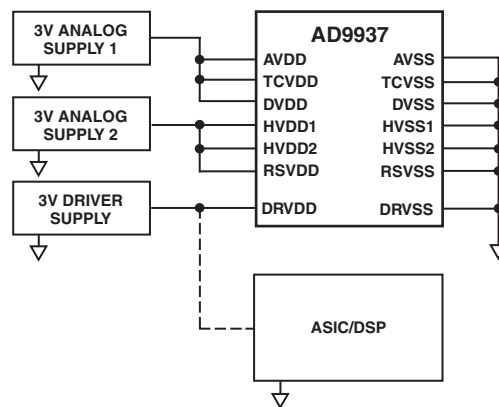 3V ANALOG
SUPPLY 1
3V ANALOG
SUPPLY 2
3V DRIVER
SUPPLY
AD9937
AVDD
TCVDD
DVDD
HVDD1
HVDD2
RSVDD
DRVDD
AVSS
TCVSS
DVSS
HVSS1
HVSS2
RSVSS
DRVSS
ASIC/DSP